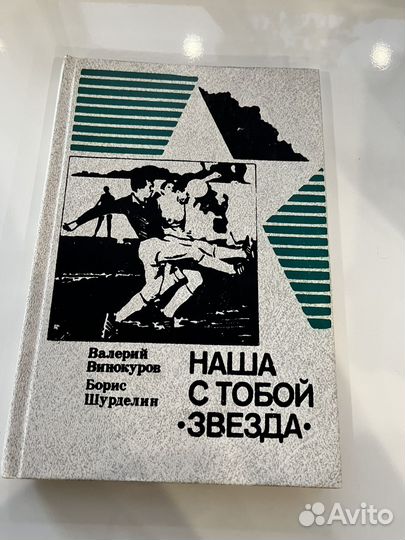 Валерий
Винокуров
Борис
Шурделин
НАША
С ТОБОЙ
•ЗВЕЗДА•
Avito